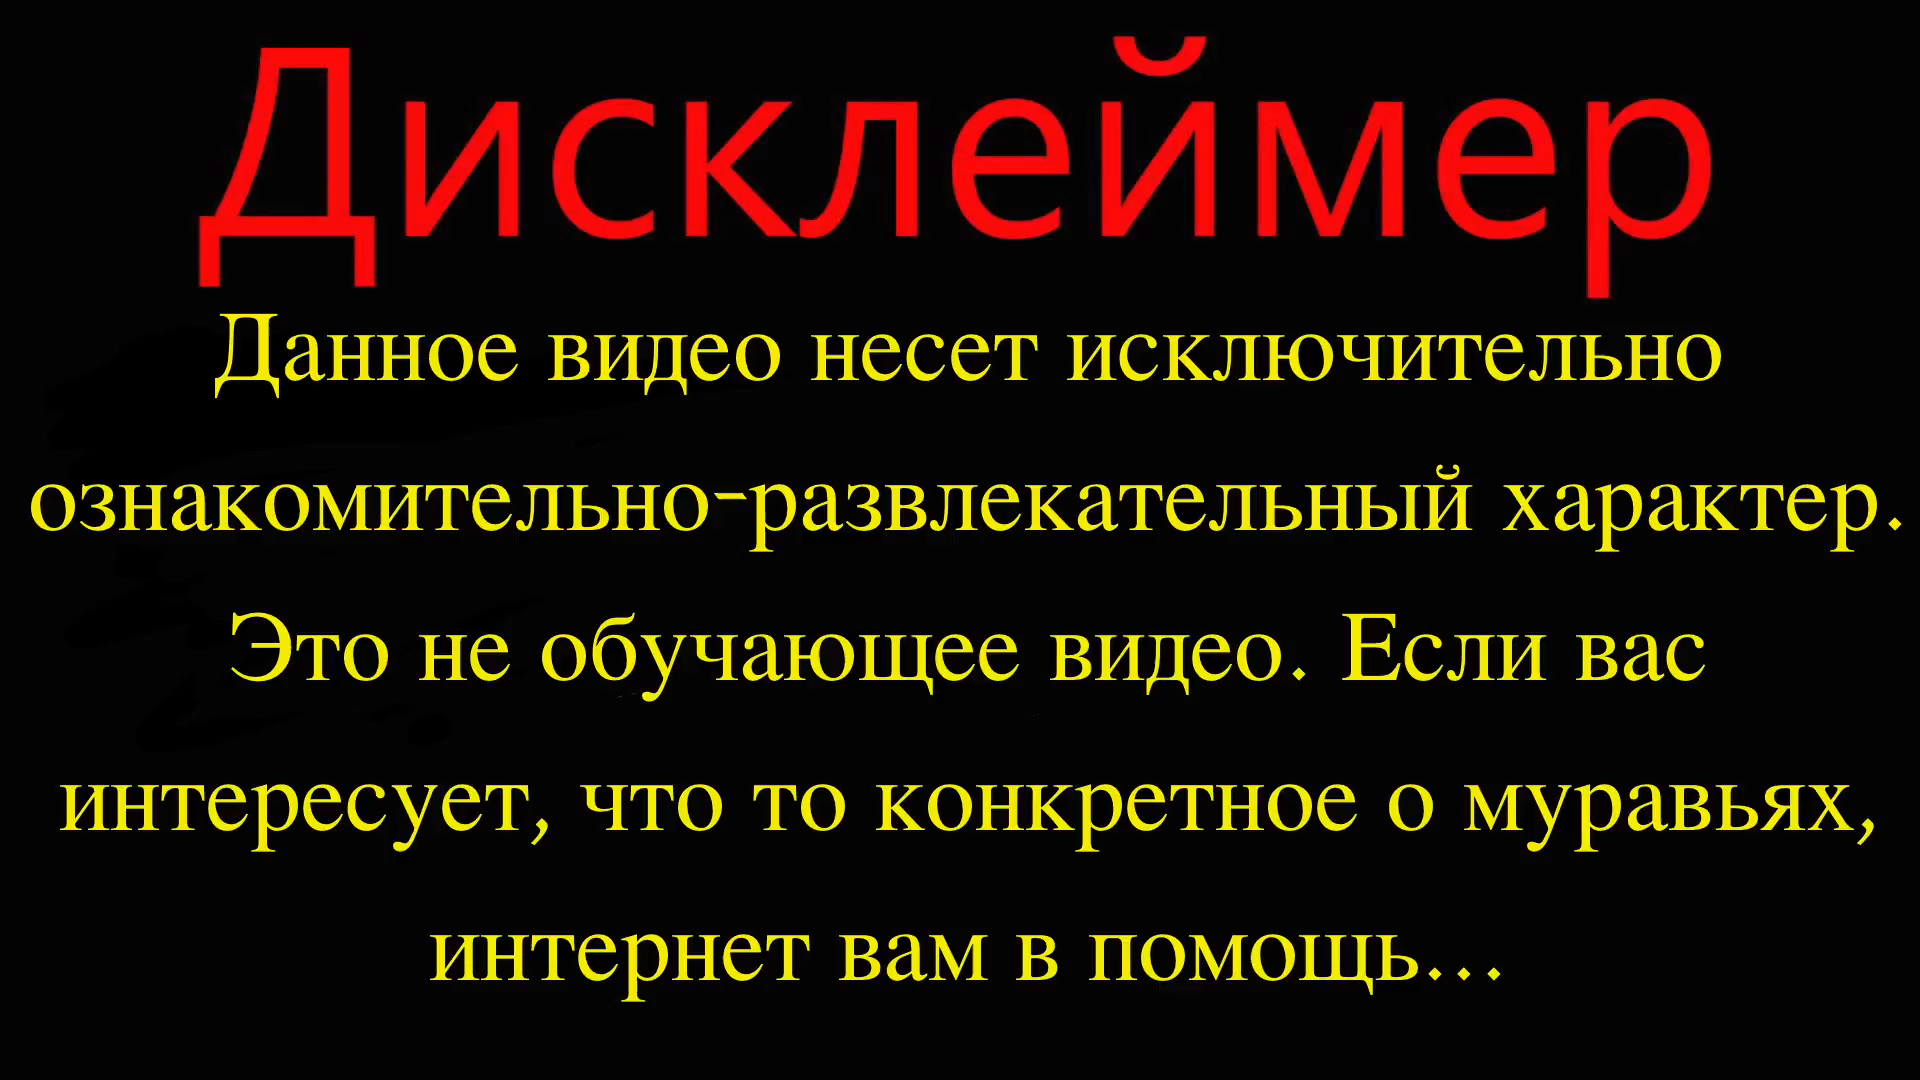 Дисклеймер
Данное видео несет исключительно
ознакомительно-развлекательный характер.
Это не обучающее видео. Если вас
интересует, что то конкретное о муравьях,
интернет вам в помощь...